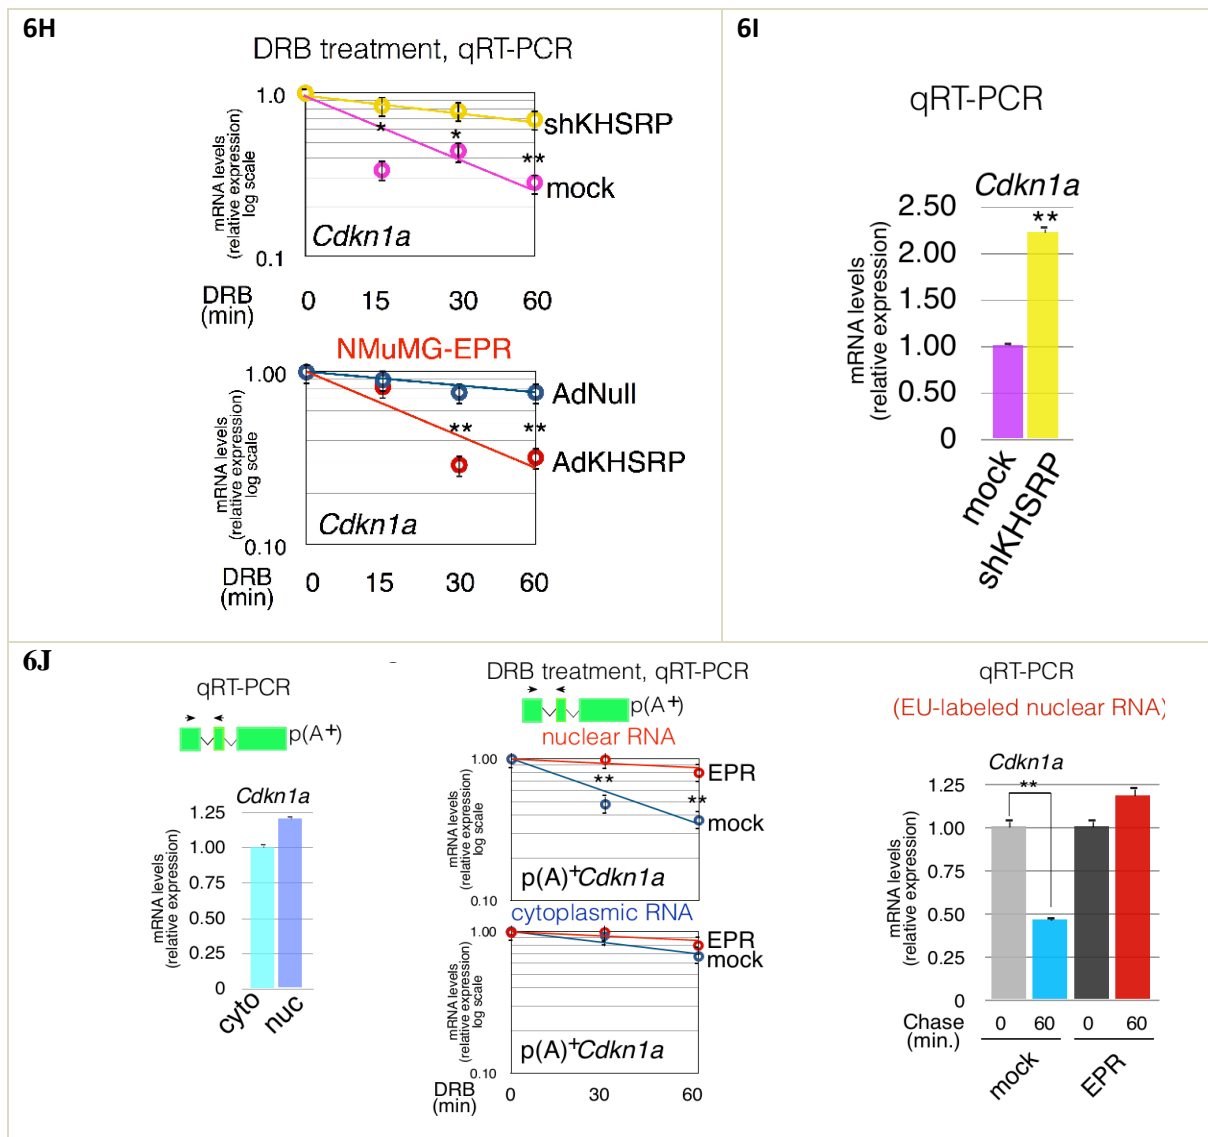 6H
DRB treatment, qRT-PCR
mRNA levels
(relative expression)
log scale
1.0
0.1
shKHSRP
mock
*
*
**
Cdkn1a
DRB
(min)
0 15 30 60
NMuMG-EPR
mRNA levels
(relative expression)
log scale
1.00
0.10
AdNull
AdKHSRP
** **
Cdkn1a
DRB
(min)
0 15 30 60
6I
qRT-PCR
Cdkn1a
mRNA levels
(relative expression)
2.50
2.00
1.50
1.00
0.50
0
**
mock
shKHSRP
6J
qRT-PCR
p(A+)
Cdkn1a
mRNA levels
(relative expression)
1.25
1.00
0.75
0.50
0.25
0
cyto
nuc
DRB treatment, qRT-PCR
p(A+)
nuclear RNA
mRNA levels
(relative expression)
log scale
1.00
0.10
EPR
mock
**
**
p(A)+Cdkn1a
cytoplasmic RNA
mRNA levels
(relative expression)
log scale
1.00
0.10
EPR
mock
p(A)+Cdkn1a
DRB
(min)
0 30 60
qRT-PCR
(EU-labeled nuclear RNA)
Cdkn1a
mRNA levels
(relative expression)
1.25
1.00
1.25
0.50
1.25
0
**
Chase
(min.)
0 60 0 60
mock
EPR